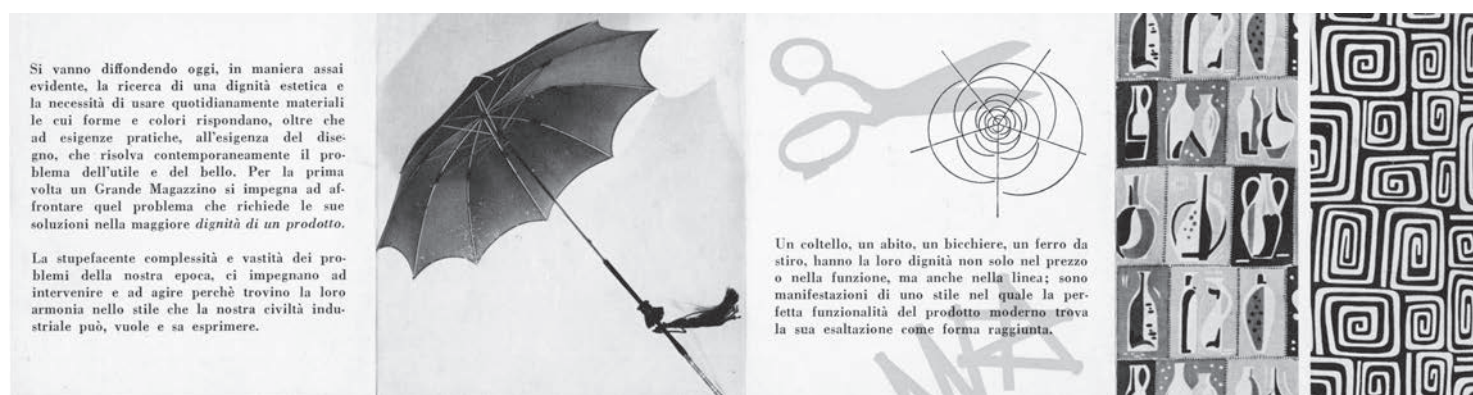 Si vanno diffondendo oggi, in maniera assai
evidente, la ricerca di una dignità estetica e
la necessità di usare quotidianamente materiali
le cui forme e colori rispondano, oltre che
ad esigenze pratiche, all'esigenza del dise-
gno, che risolva contemporaneamente il pro-
blema dell'utile e del bello. Per la prima
volta un Grande Magazzino si impegna ad af-
frontare quel problema che richiede le sue
soluzioni nella maggiore dignità di un prodotto.
La stupefacente complessità e vastità dei pro-
blemi della nostra epoca, ci impegnano ad
intervenire e ad agire perchè trovino la loro
armonia nello stile che la nostra civiltà indu-
striale può, vuole e sa esprimere.
Un coltello, un abito, un bicchiere, un ferro da
stiro, hanno la loro dignità non solo nel prezzo
o nella funzione, ma anche nella linea; sono
manifestazioni di uno stile nel quale la per-
fetta funzionalità del prodotto moderno trova
la sua esaltazione come forma raggiunta.